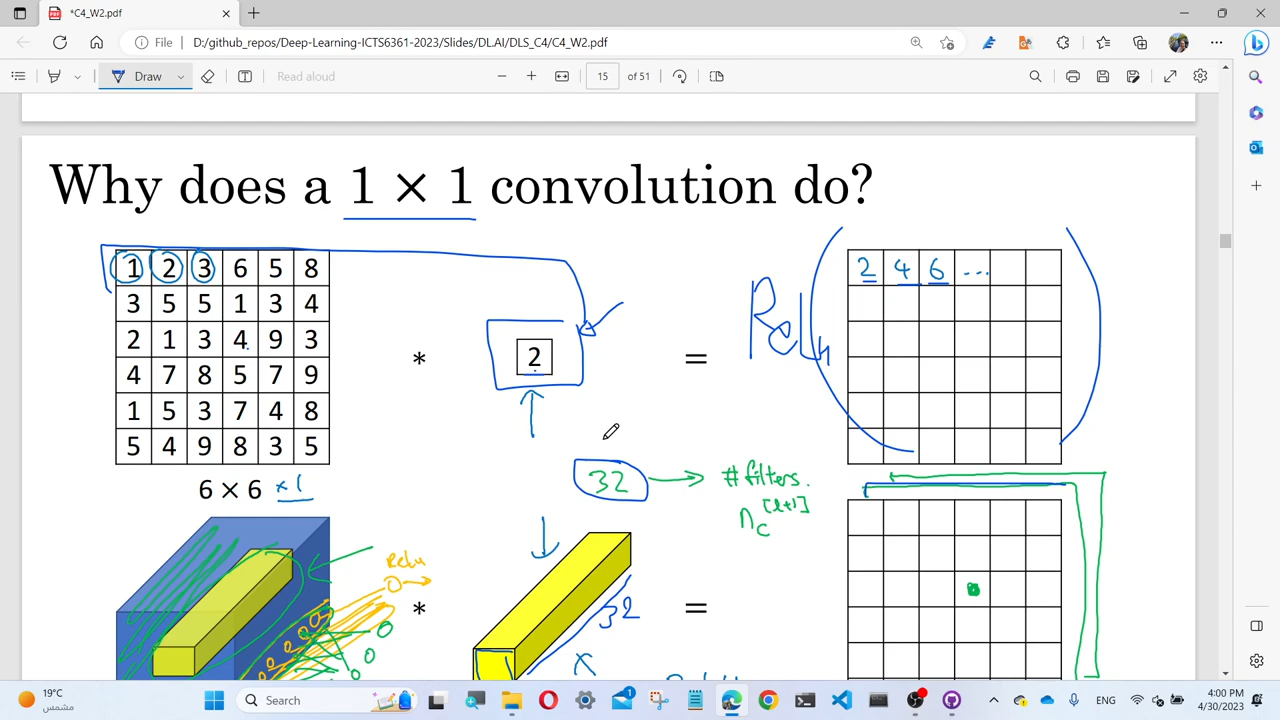 *C4_W2.pdf
File
D:/github_repos/Deep-Learning-ICTS6361-2023/Slides/DL.AI/DLS_C4/C4_W2.pdf
Draw
Read aloud
15 of 51
Why does a 1 × 1 convolution do?
1 2 3 6 5 8
3 5 5 1 3 4
2 1 3 4 9 3
4 7 8 5 7 9
1 5 3 7 4 8
5 4 9 8 3 5
*
2
=
Relu
2 4 6 ...
6 × 6 ×1
32 → #filters.
n_c^[l+1]
Relu
*
32
=
×
19°C
مشمس
Search
1
ENG
4:00 PM
4/30/2023